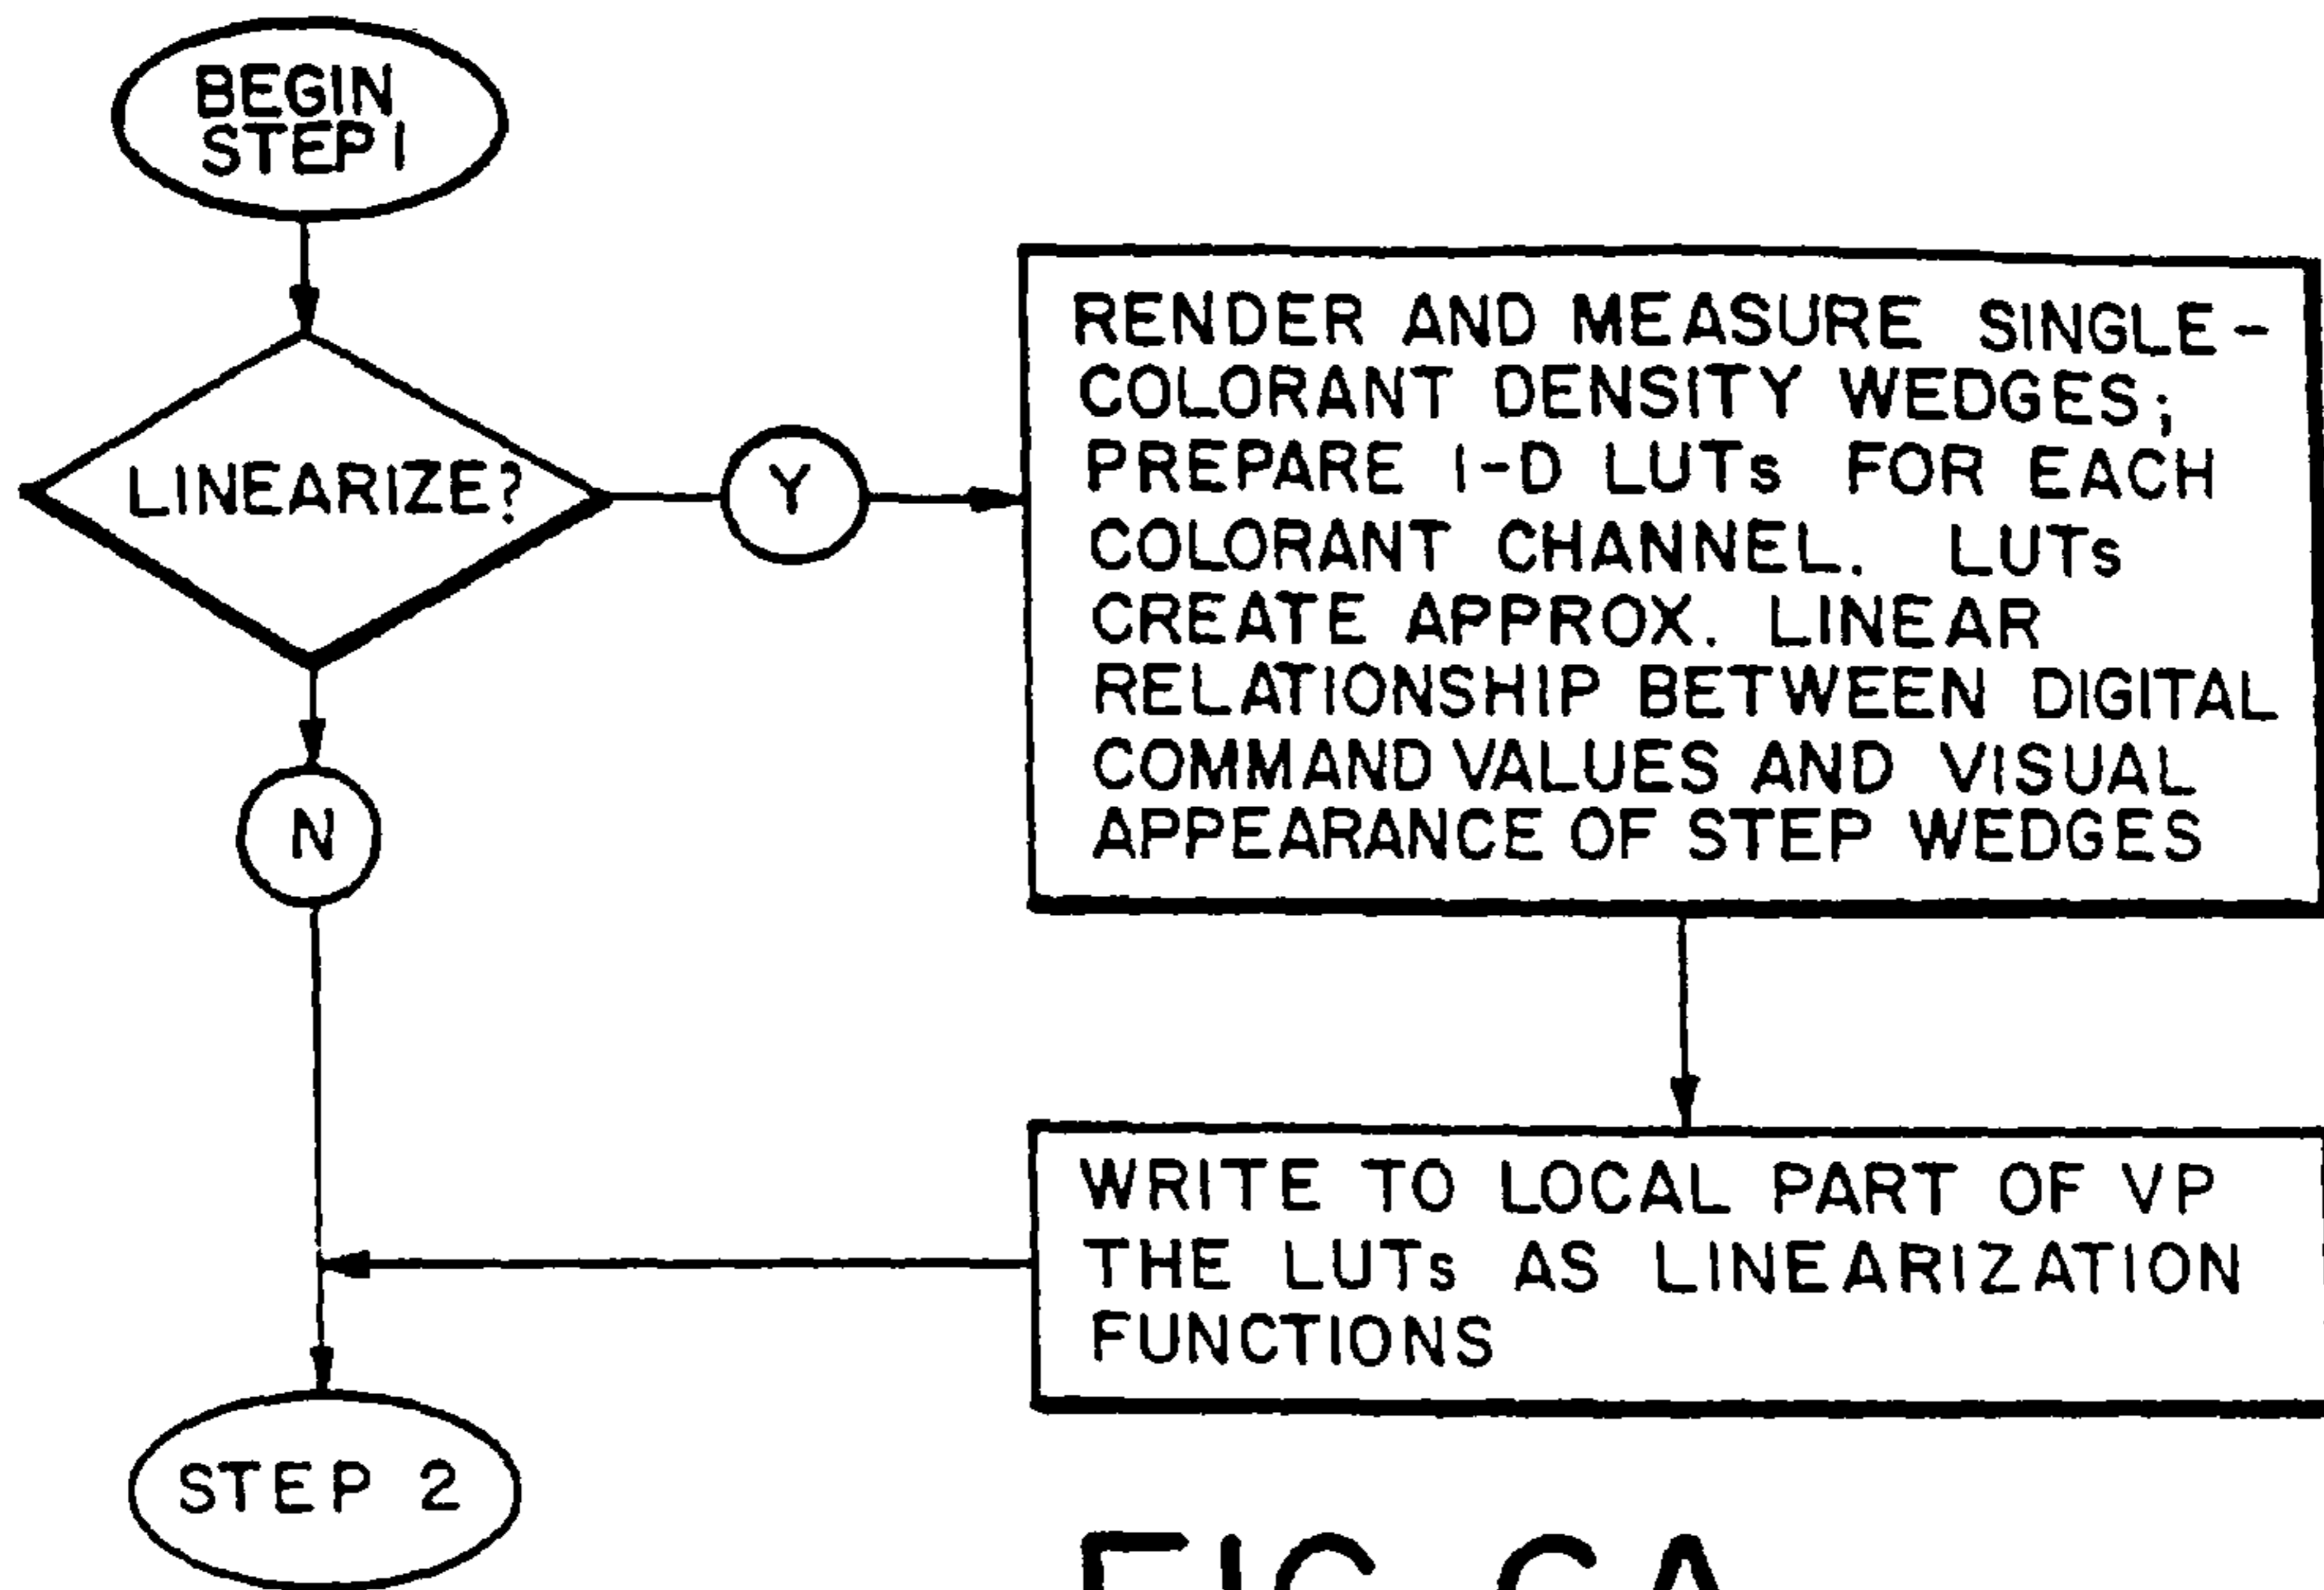 BEGIN
STEP 1
LINEARIZE?
Y
N
RENDER AND MEASURE SINGLE-
COLORANT DENSITY WEDGES;
PREPARE 1-D LUTs FOR EACH
COLORANT CHANNEL. LUTs
CREATE APPROX. LINEAR
RELATIONSHIP BETWEEN DIGITAL
COMMAND VALUES AND VISUAL
APPEARANCE OF STEP WEDGES
WRITE TO LOCAL PART OF VP
THE LUTs AS LINEARIZATION
FUNCTIONS
STEP 2